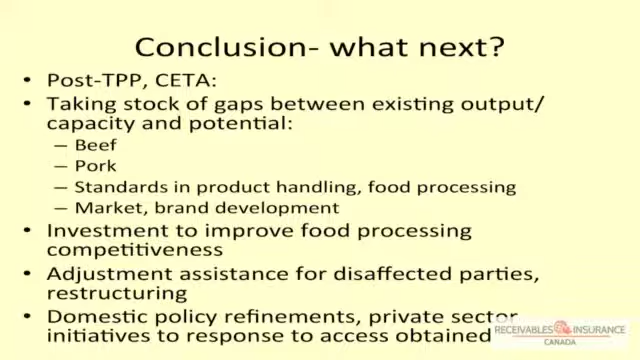 Conclusion- what next?
• Post-TPP, CETA:
• Taking stock of gaps between existing output/
capacity and potential:
– Beef
– Pork
– Standards in product handling, food processing
– Market, brand development
• Investment to improve food processing
competitiveness
• Adjustment assistance for disaffected parties,
restructuring
• Domestic policy refinements, private sector
initiatives to response to access obtained
RECEIVABLES INSURANCE
CANADA